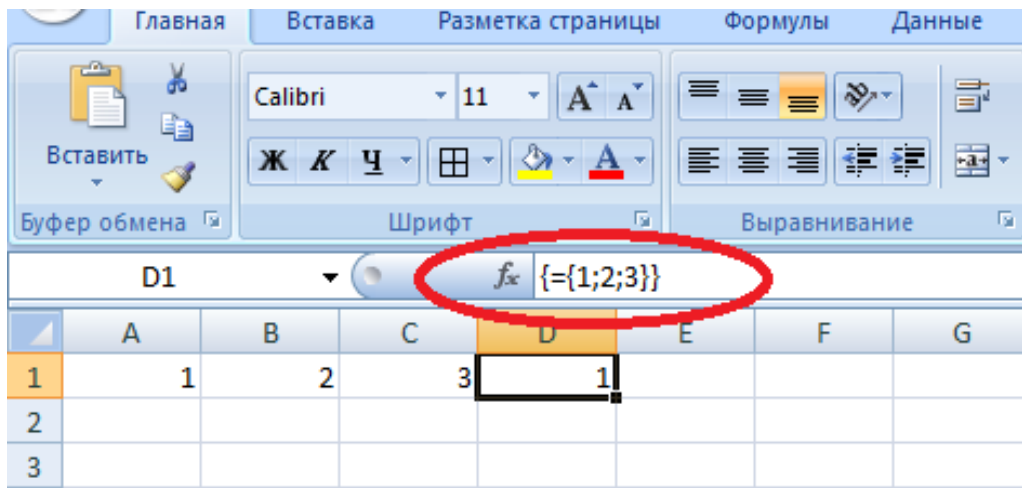 Главная Вставка Разметка страницы Формулы Данные
Вставить
Calibri 11 А А
Ж К Ч А
а
Буфер обмена Шрифт Выравнивание
D1 fx {={1;2;3}}
A B C D E F G
1 1 2 3 1
2
3